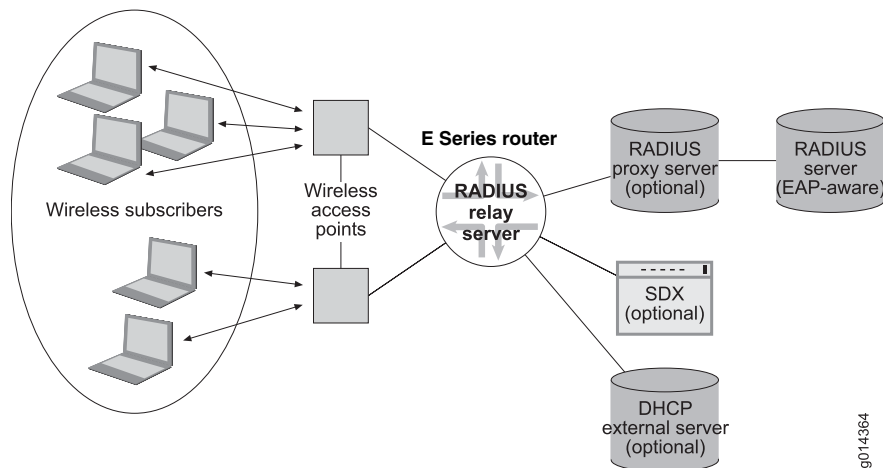 Wireless subscribers
Wireless
access
points
E Series router
RADIUS
relay
server
RADIUS
proxy server
(optional)
RADIUS
server
(EAP-aware)
SDX
(optional)
DHCP
external server
(optional)
g014364